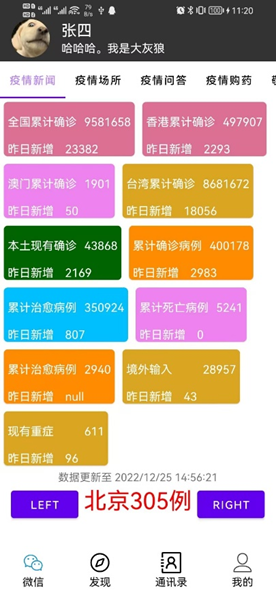 HD 4G 79 B/s 100 11:20
张四
哈哈哈。我是大灰狼
疫情新闻 疫情场所 疫情问答 疫情购药
全国累计确诊 9581658 香港累计确诊 497907
昨日新增 23382 昨日新增 2293
澳门累计确诊 1901 台湾累计确诊 8681672
昨日新增 50 昨日新增 18056
本土现有确诊 43868 累计确诊病例 400178
昨日新增 2169 昨日新增 2983
累计治愈病例 350924 累计死亡病例 5241
昨日新增 807 昨日新增 0
累计治愈病例 2940 境外输入 28957
昨日新增 null 昨日新增 43
现有重症 611
昨日新增 96
数据更新至 2022/12/25 14:56:21
LEFT 北京305例 RIGHT
微信 发现 通讯录 我的